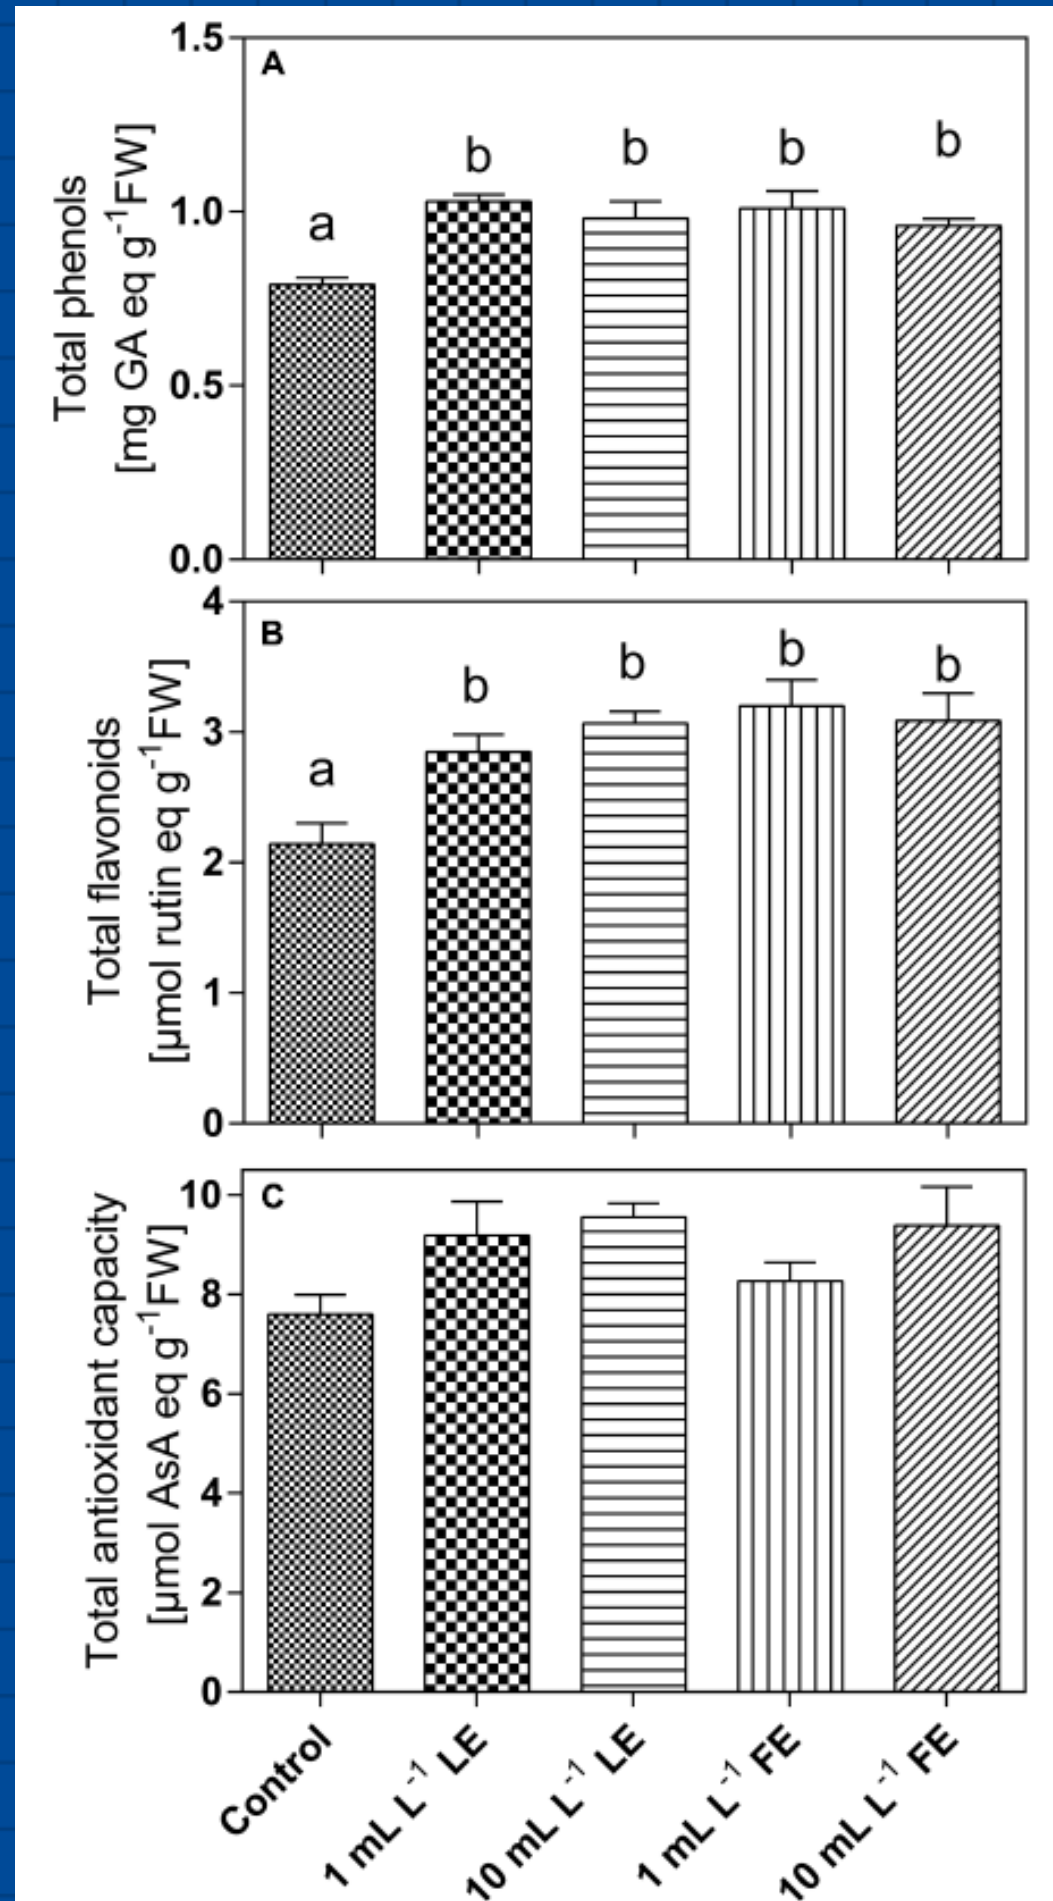 A
Total phenols
[mg GA eq g⁻¹FW]
1.5
1.0
0.5
0.0
a
b
b
b
b
B
Total flavonoids
[µmol rutin eq g⁻¹FW]
4
3
2
1
0
a
b
b
b
b
C
Total antioxidant capacity
[µmol AsA eq g⁻¹FW]
10
8
6
4
2
0
Control
1 mL L⁻¹ LE
10 mL L⁻¹ LE
1 mL L⁻¹ FE
10 mL L⁻¹ FE